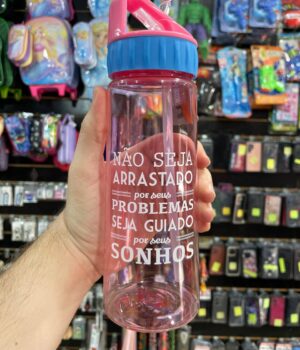 NÃO SEJA
ARRASTADO
por seus
PROBLEMAS
SEJA GUIADO
por seus
SONHOS